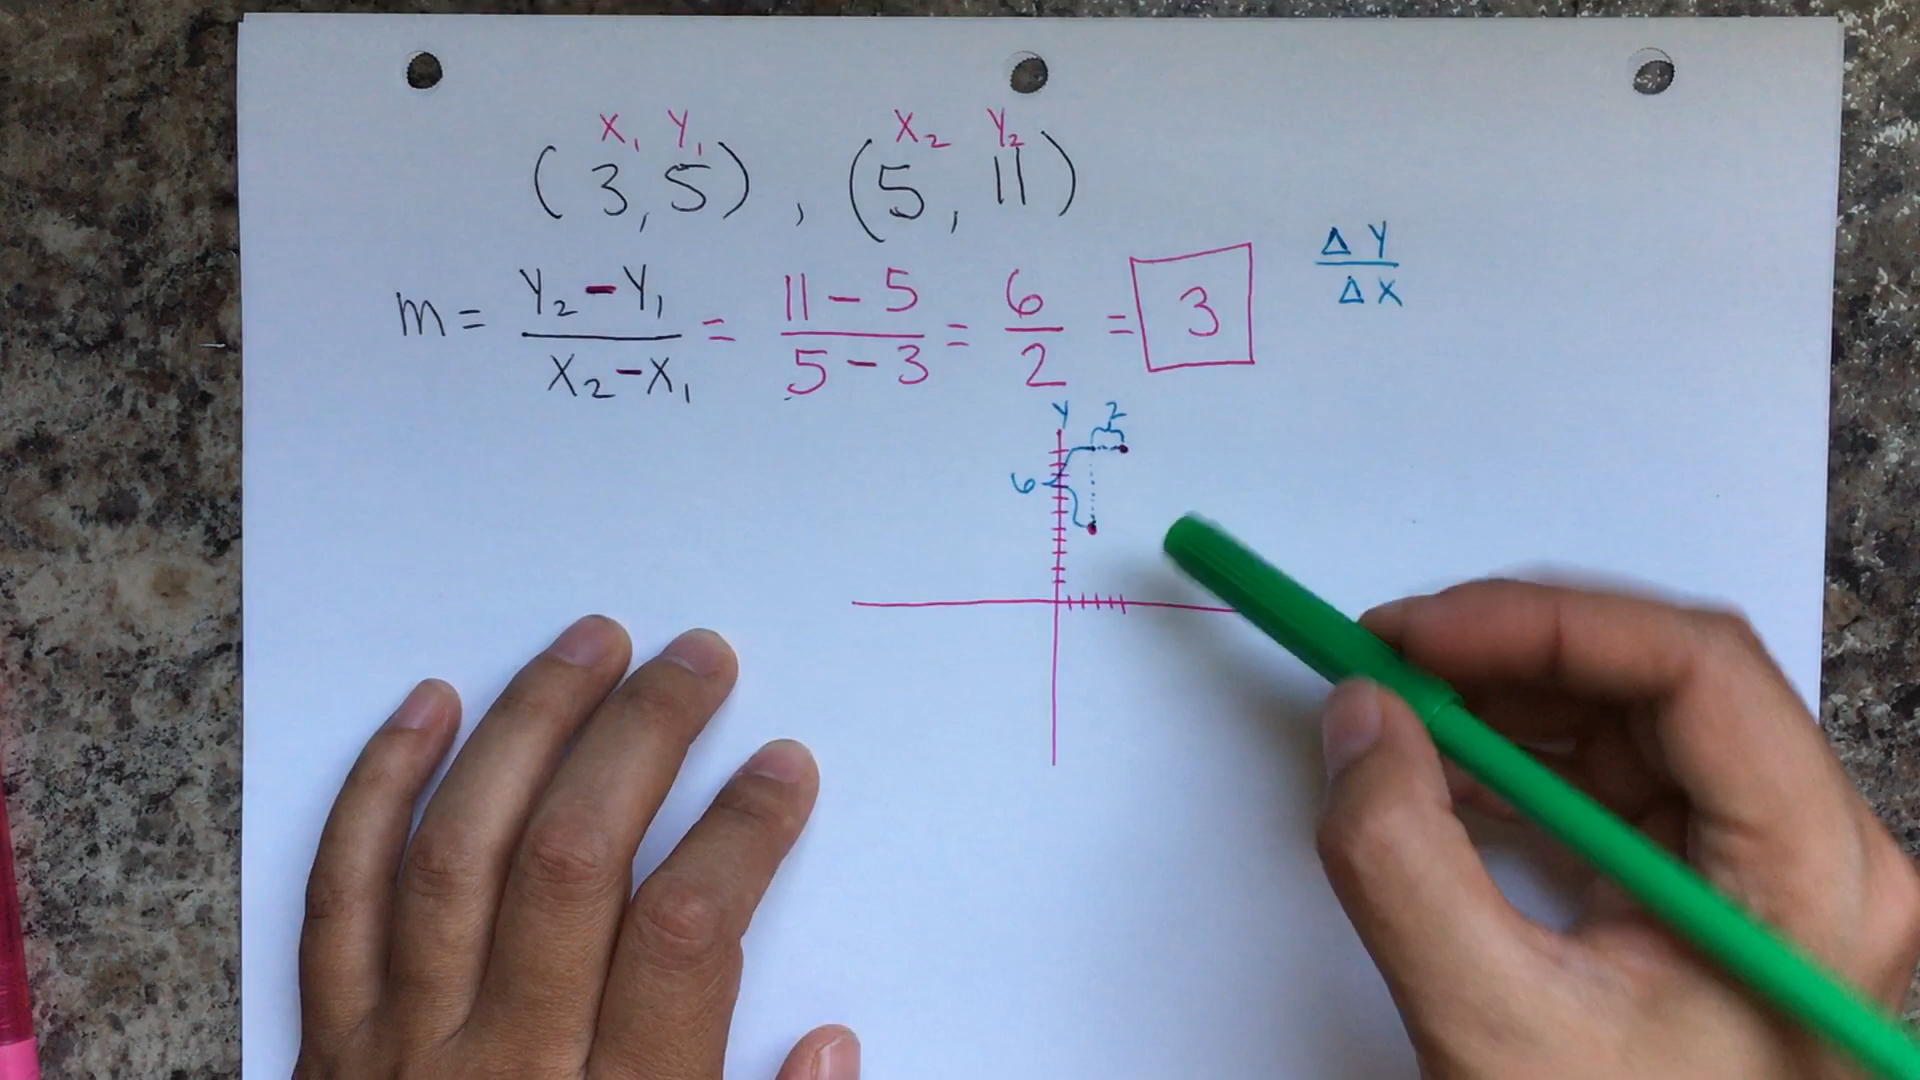 X₁ Y₁ X₂ Y₂
(3,5), (5,11)
ΔY/ΔX
m = Y₂-Y₁/X₂-X₁ = 11-5/5-3 = 6/2 = 3
Y 2
6